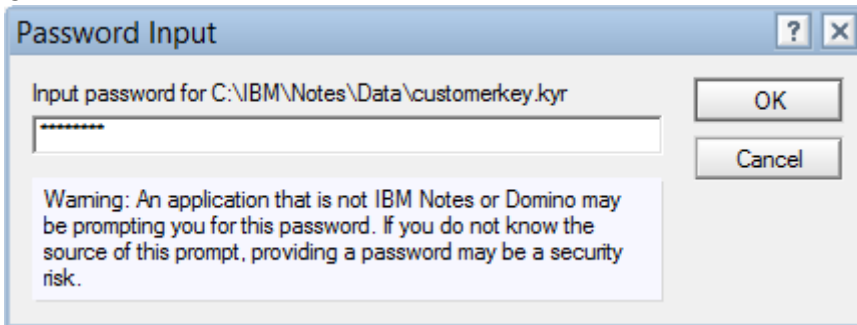 Password Input
Input password for C:\IBM\Notes\Data\customerkey.kyr
********
OK
Cancel
Warning: An application that is not IBM Notes or Domino may
be prompting you for this password. If you do not know the
source of this prompt, providing a password may be a security
risk.